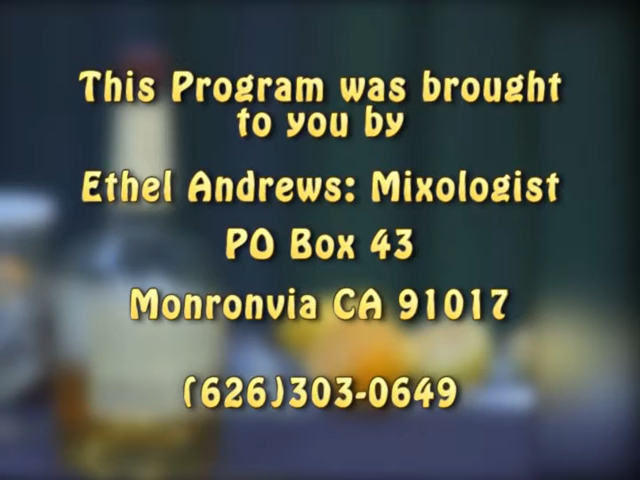 This Program was brought
to you by
Ethel Andrews: Mixologist
PO Box 43
Monronvia CA 91017
(626)303-0649